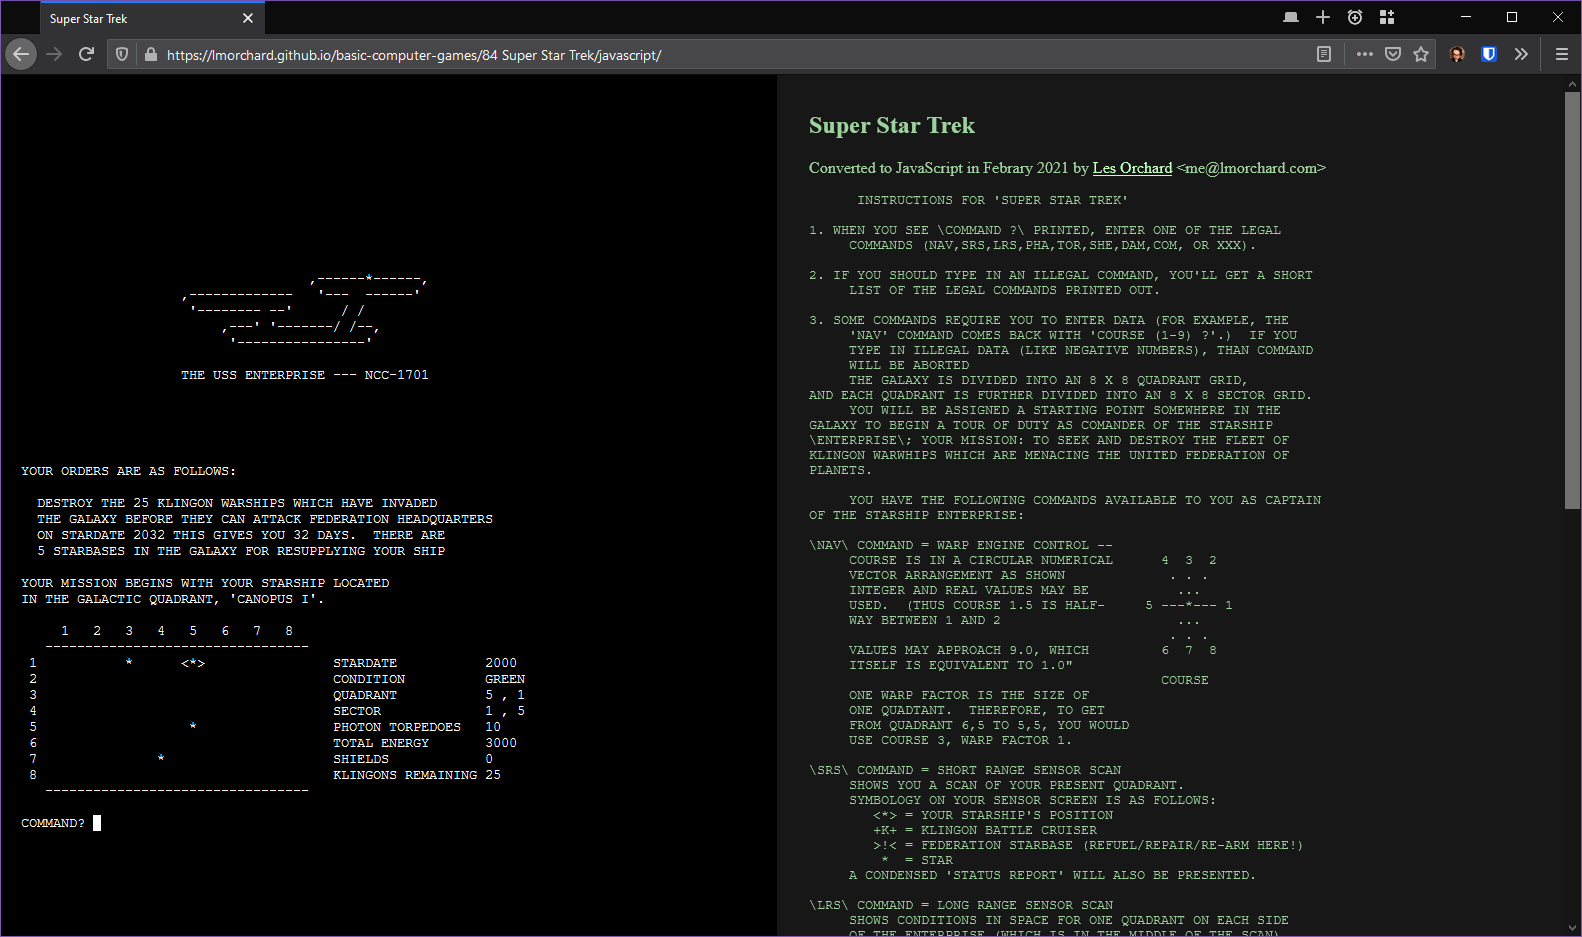 Super Star Trek
https://lmorchard.github.io/basic-computer-games/84 Super Star Trek/javascript/
,------*------,
,-------------   '---  ------'
'-------- --'      / /
,---' '-------/ /--,
'----------------'
THE USS ENTERPRISE --- NCC-1701
YOUR ORDERS ARE AS FOLLOWS:
DESTROY THE 25 KLINGON WARSHIPS WHICH HAVE INVADED
THE GALAXY BEFORE THEY CAN ATTACK FEDERATION HEADQUARTERS
ON STARDATE 2032 THIS GIVES YOU 32 DAYS.  THERE ARE
5 STARBASES IN THE GALAXY FOR RESUPPLYING YOUR SHIP
YOUR MISSION BEGINS WITH YOUR STARSHIP LOCATED
IN THE GALACTIC QUADRANT, 'CANOPUS I'.
1   2   3   4   5   6   7   8
---------------------------------
1           *      <*>                STARDATE           2000
2                                     CONDITION          GREEN
3                                     QUADRANT           5 , 1
4                                     SECTOR             1 , 5
5                   *                 PHOTON TORPEDOES   10
6                                     TOTAL ENERGY       3000
7               *                     SHIELDS            0
8                                     KLINGONS REMAINING 25
---------------------------------
COMMAND?
Super Star Trek
Converted to JavaScript in Febrary 2021 by Les Orchard <me@lmorchard.com>
INSTRUCTIONS FOR 'SUPER STAR TREK'
1. WHEN YOU SEE \COMMAND ?\ PRINTED, ENTER ONE OF THE LEGAL
COMMANDS (NAV,SRS,LRS,PHA,TOR,SHE,DAM,COM, OR XXX).
2. IF YOU SHOULD TYPE IN AN ILLEGAL COMMAND, YOU'LL GET A SHORT
LIST OF THE LEGAL COMMANDS PRINTED OUT.
3. SOME COMMANDS REQUIRE YOU TO ENTER DATA (FOR EXAMPLE, THE
'NAV' COMMAND COMES BACK WITH 'COURSE (1-9) ?'.)  IF YOU
TYPE IN ILLEGAL DATA (LIKE NEGATIVE NUMBERS), THAN COMMAND
WILL BE ABORTED
THE GALAXY IS DIVIDED INTO AN 8 X 8 QUADRANT GRID,
AND EACH QUADRANT IS FURTHER DIVIDED INTO AN 8 X 8 SECTOR GRID.
YOU WILL BE ASSIGNED A STARTING POINT SOMEWHERE IN THE
GALAXY TO BEGIN A TOUR OF DUTY AS COMANDER OF THE STARSHIP
\ENTERPRISE\; YOUR MISSION: TO SEEK AND DESTROY THE FLEET OF
KLINGON WARWHIPS WHICH ARE MENACING THE UNITED FEDERATION OF
PLANETS.
YOU HAVE THE FOLLOWING COMMANDS AVAILABLE TO YOU AS CAPTAIN
OF THE STARSHIP ENTERPRISE:
\NAV\ COMMAND = WARP ENGINE CONTROL --
COURSE IS IN A CIRCULAR NUMERICAL      4  3  2
VECTOR ARRANGEMENT AS SHOWN             . . .
INTEGER AND REAL VALUES MAY BE           ...
USED.  (THUS COURSE 1.5 IS HALF-     5 ---*--- 1
WAY BETWEEN 1 AND 2                      ...
. . .
VALUES MAY APPROACH 9.0, WHICH         6  7  8
ITSELF IS EQUIVALENT TO 1.0"
COURSE
ONE WARP FACTOR IS THE SIZE OF
ONE QUADTANT.  THEREFORE, TO GET
FROM QUADRANT 6,5 TO 5,5, YOU WOULD
USE COURSE 3, WARP FACTOR 1.
\SRS\ COMMAND = SHORT RANGE SENSOR SCAN
SHOWS YOU A SCAN OF YOUR PRESENT QUADRANT.
SYMBOLOGY ON YOUR SENSOR SCREEN IS AS FOLLOWS:
<*> = YOUR STARSHIP'S POSITION
+K+ = KLINGON BATTLE CRUISER
>!< = FEDERATION STARBASE (REFUEL/REPAIR/RE-ARM HERE!)
*  = STAR
A CONDENSED 'STATUS REPORT' WILL ALSO BE PRESENTED.
\LRS\ COMMAND = LONG RANGE SENSOR SCAN
SHOWS CONDITIONS IN SPACE FOR ONE QUADRANT ON EACH SIDE
OF THE ENTERPRISE (WHICH IS IN THE MIDDLE OF THE SCAN)